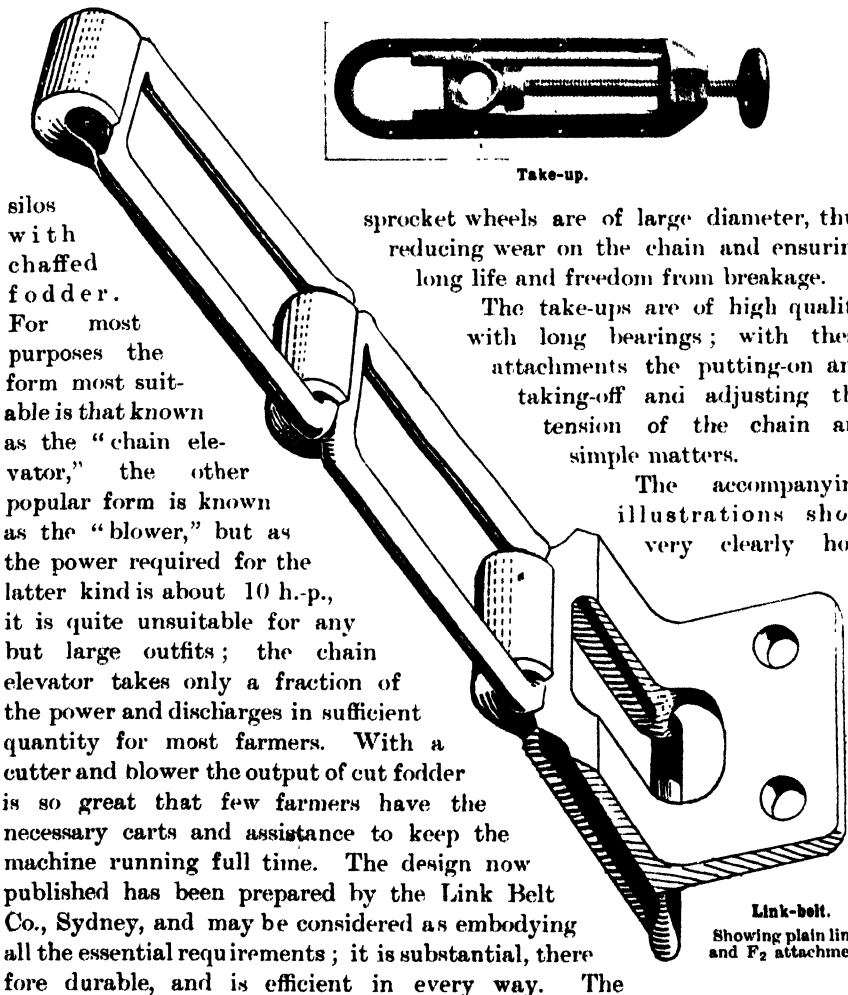 Take-up.
silos
with
chaffed
fodder.
For most
purposes the
form most suit-
able is that known
as the “chain ele-
vator,” the other
popular form is known
as the “blower,” but as
the power required for the
latter kind is about 10 h.-p.,
it is quite unsuitable for any
but large outfits; the chain
elevator takes only a fraction of
the power and discharges in sufficient
quantity for most farmers. With a
cutter and blower the output of cut fodder
is so great that few farmers have the
necessary carts and assistance to keep the
machine running full time. The design now
published has been prepared by the Link Belt
Co., Sydney, and may be considered as embodying
all the essential requirements; it is substantial, there
fore durable, and is efficient in every way. The
sprocket wheels are of large diameter, thu
reducing wear on the chain and ensurin
long life and freedom from breakage.
The take-ups are of high qualit
with long bearings; with thes
attachments the putting-on an
taking-off and adjusting th
tension of the chain ar
simple matters.
The accompanyin
illustrations sho
very clearly ho
Link-belt.
Showing plain lin
and F₂ attachme